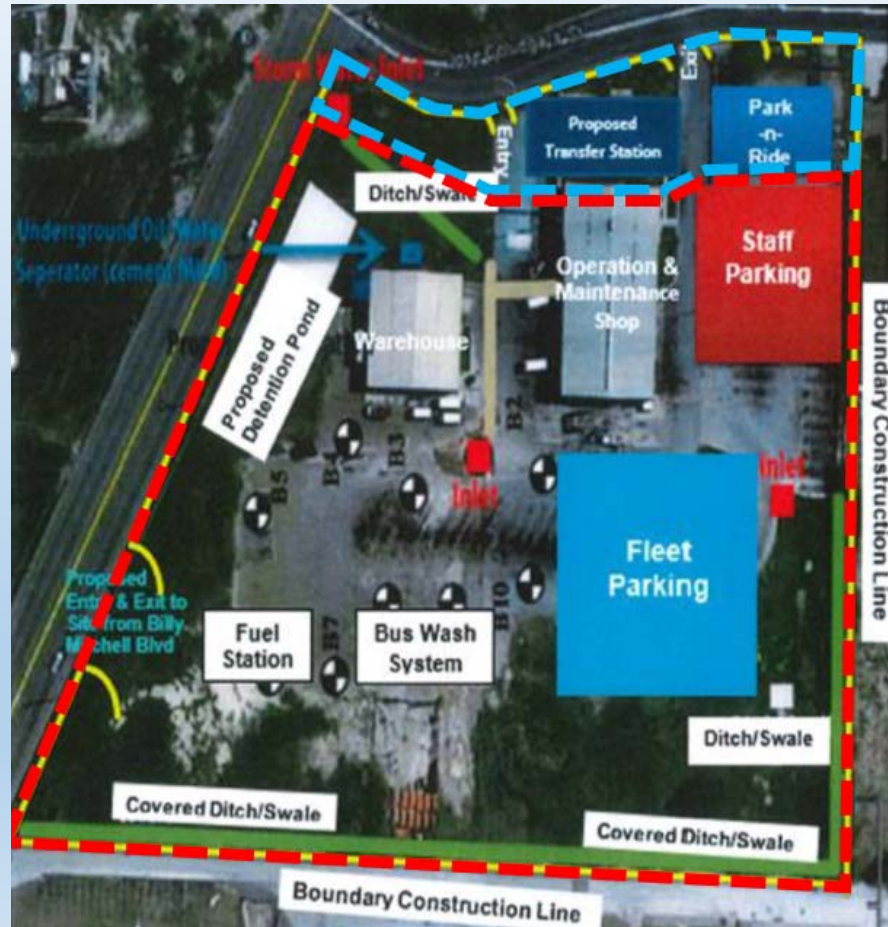 Storm Water Inlet
Exit
Entry
Proposed
Transfer Station
Park
-n-
Ride
Ditch/Swale
Underrground Oil/Water
Seperator (cement
Operation &
Maintenance
Shop
Staff
Parking
Warehouse
Proposed
Detention Pond
Boundary Construction Line
B2
B3
B4
B5
Inlet
Inlet
Fleet
Parking
Proposed
Entry & Exit to
Site from Billy
Mitchell Blvd
B10
B7
Fuel
Station
Bus Wash
System
Ditch/Swale
Covered Ditch/Swale
Covered Ditch/Swale
Boundary Construction Line